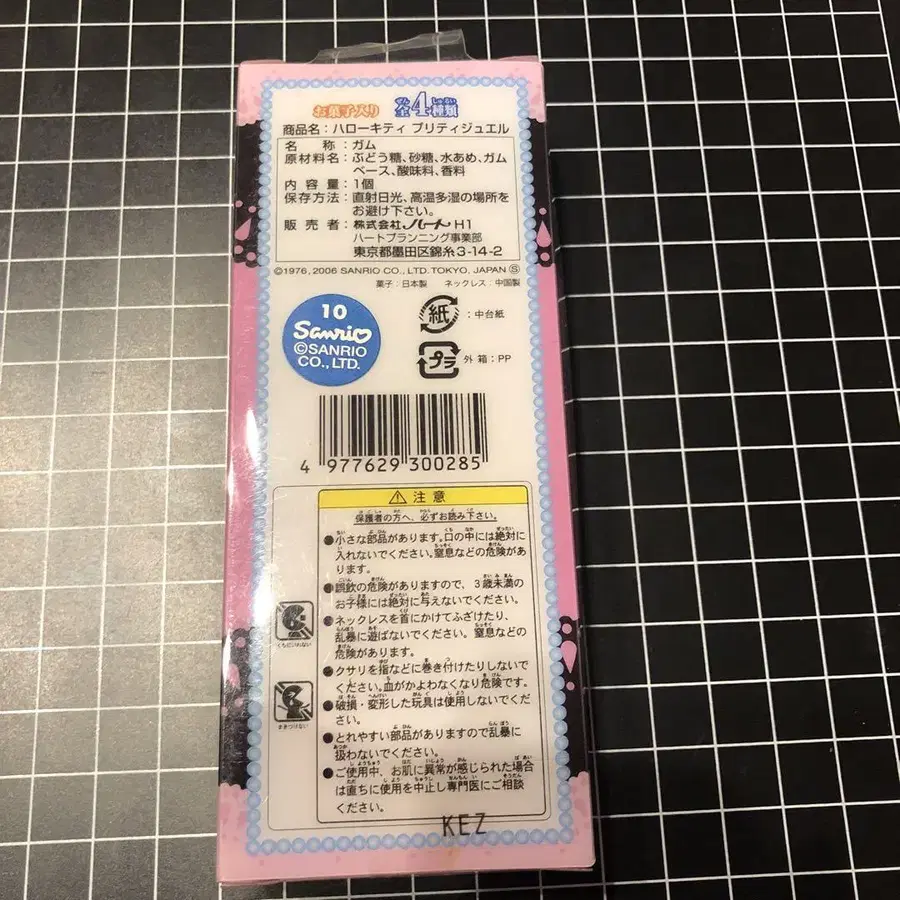 お菓子入り 全4種類
商品名：ハローキティ プリティジュエル
名　称：ガム
原材料名：ぶどう糖、砂糖、水あめ、ガム
ベース、酸味料、香料
内 容 量：1個
保存方法：直射日光、高温多湿の場所を
お避け下さい。
販 売 者：株式会社ハート H1
ハートプランニング事業部
東京都墨田区錦糸3-14-2
©1976, 2006 SANRIO CO., LTD. TOKYO, JAPAN Ⓢ
菓子：日本製　ネックレス：中国製
10
Sanrio
©SANRIO
CO., LTD.
紙：中台紙
プラ 外箱：PP
4 977629 300285
⚠注意
保護者の方へ、必ずお読み下さい。
●小さな部品があります。口の中には絶対に
入れないでください。窒息などの危険があ
ります。
●誤飲の危険がありますので、3歳未満の
お子様には絶対に与えないでください。
●ネックレスを首にかけてふざけたり、
乱暴に遊ばないでください。窒息などの
危険があります。
●クサリを指などに巻き付けたりしないで
ください。血がかよわなくなり危険です。
●破損・変形した玩具は使用しないでくだ
さい。
●とれやすい部品がありますので乱暴に
扱わないでください。
●ご使用中、お肌に異常が感じられた場合
は直ちに使用を中止し専門医にご相談
ください。
くちにいれない
まきつけない
KEZ